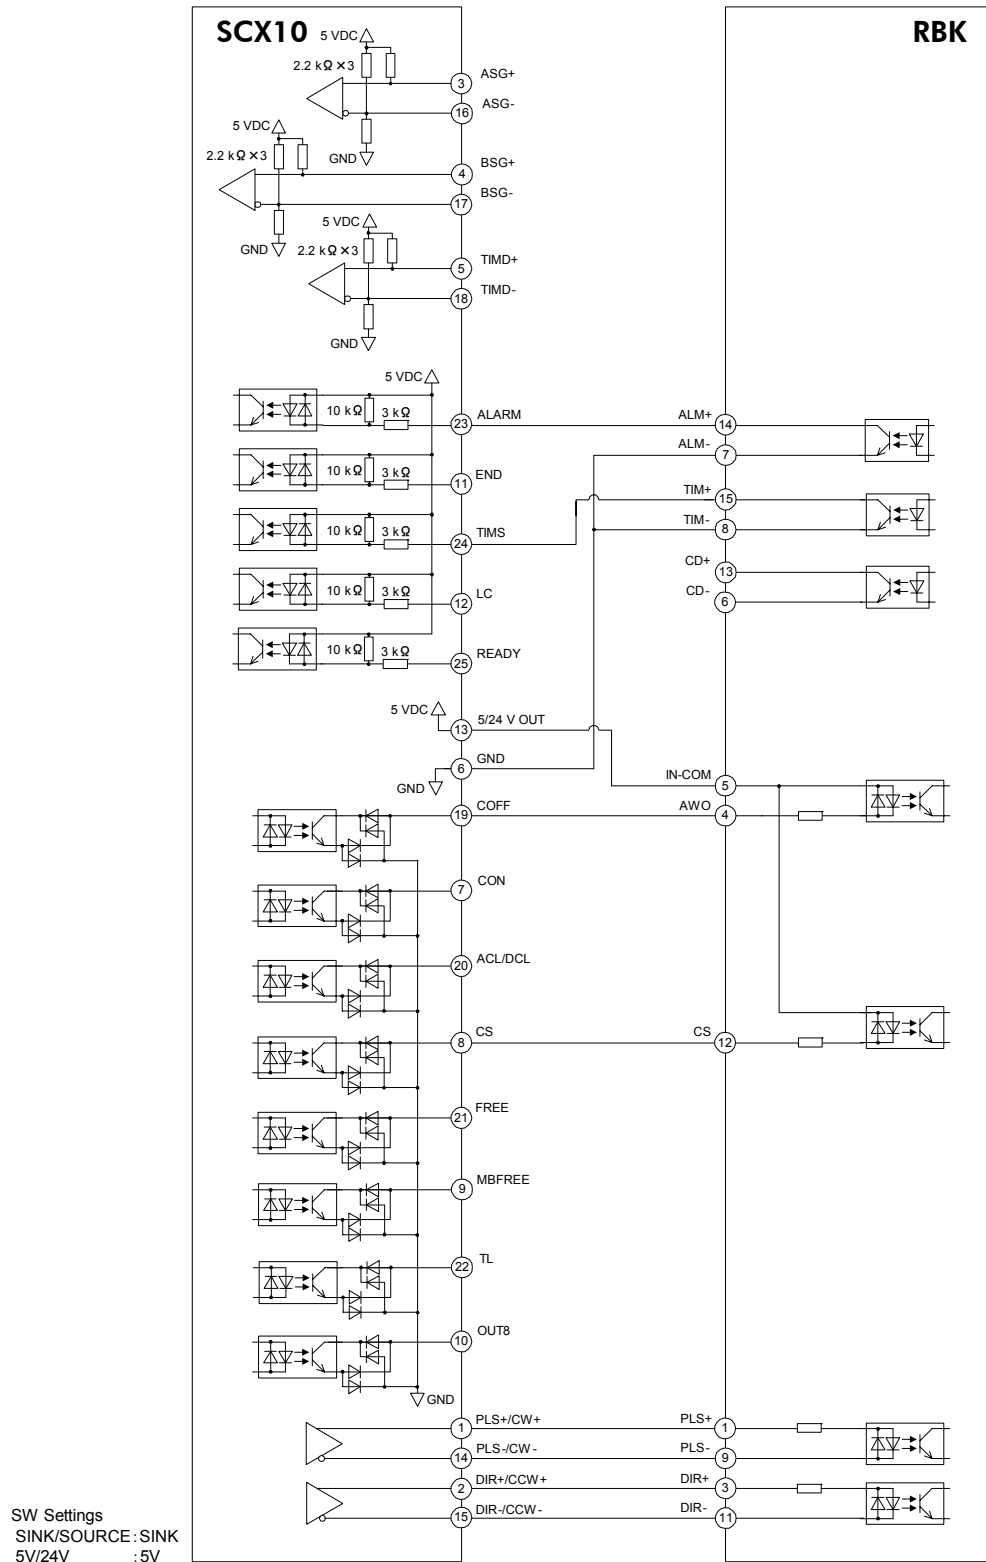 SCX10
RBK
5 VDC
2.2 kΩ×3
3 ASG+
16 ASG-
GND
5 VDC
2.2 kΩ×3
4 BSG+
17 BSG-
GND
5 VDC
2.2 kΩ×3
5 TIMD+
18 TIMD-
GND
5 VDC
10 kΩ 3 kΩ 23 ALARM ALM+ 14
ALM- 7
10 kΩ 3 kΩ 11 END
TIM+ 15
10 kΩ 3 kΩ 24 TIMS TIM- 8
CD+ 13
10 kΩ 3 kΩ 12 LC CD- 6
10 kΩ 3 kΩ 25 READY
5 VDC 13 5/24 V OUT
GND 6 GND
IN-COM 5
19 COFF AWO 4
7 CON
20 ACL/DCL
8 CS CS 12
21 FREE
9 MBFREE
22 TL
10 OUT8
GND
1 PLS+/CW+ PLS+ 1
14 PLS-/CW- PLS- 9
2 DIR+/CCW+ DIR+ 3
15 DIR-/CCW- DIR- 11
SW Settings
SINK/SOURCE:SINK
5V/24V :5V